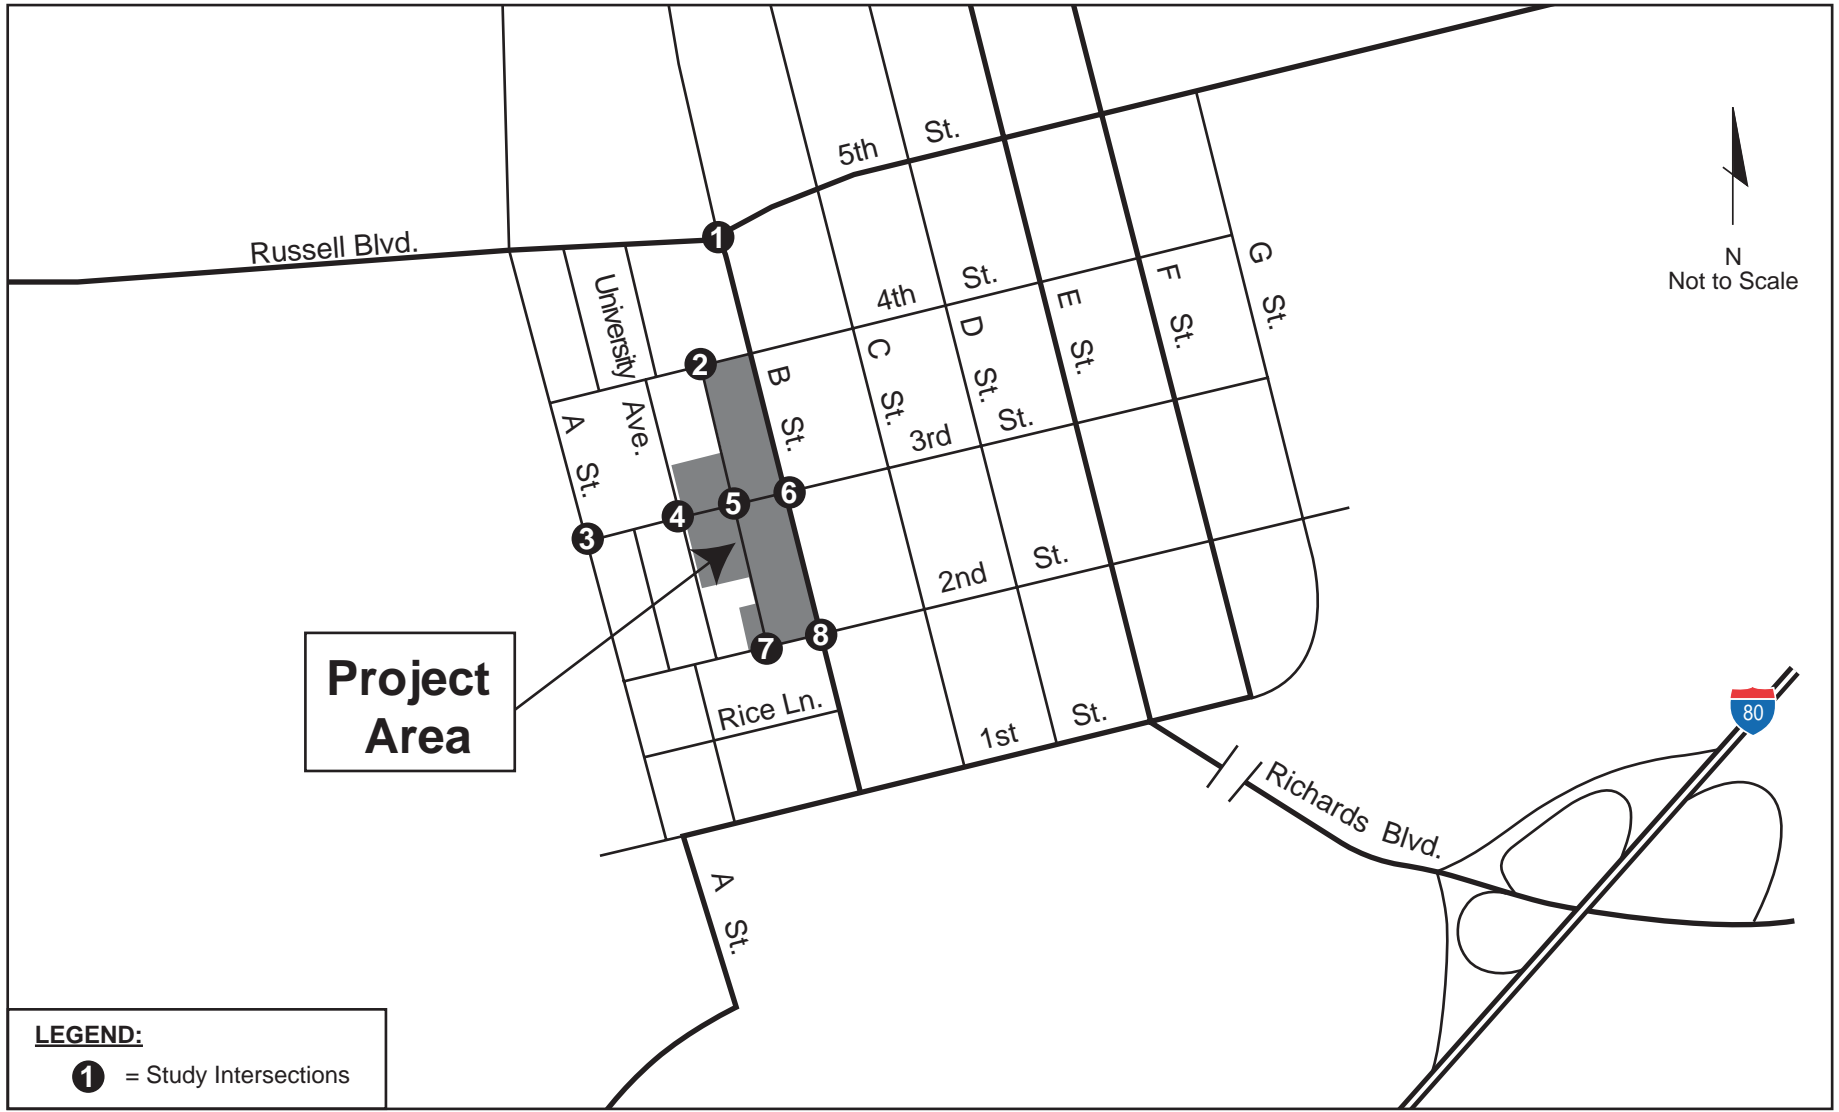 5th St.
1
Russell Blvd.
University Ave.
4th St.
G St.
F St.
E St.
D St.
C St.
B St.
N
Not to Scale
2
A St.
3rd St.
6
5
4
3
2nd St.
8
7
Project
Area
Rice Ln.
1st St.
80
Richards Blvd.
A St.
LEGEND:
1 = Study Intersections